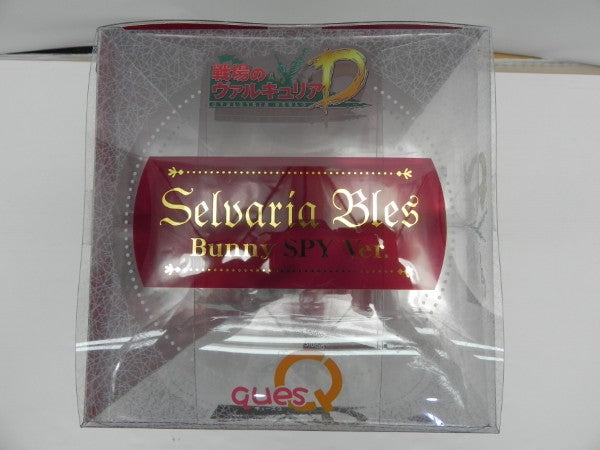 戦場の
ヴァルキュリア
D
Selvaria Bles
Bunny SPY Ver.
quesQ